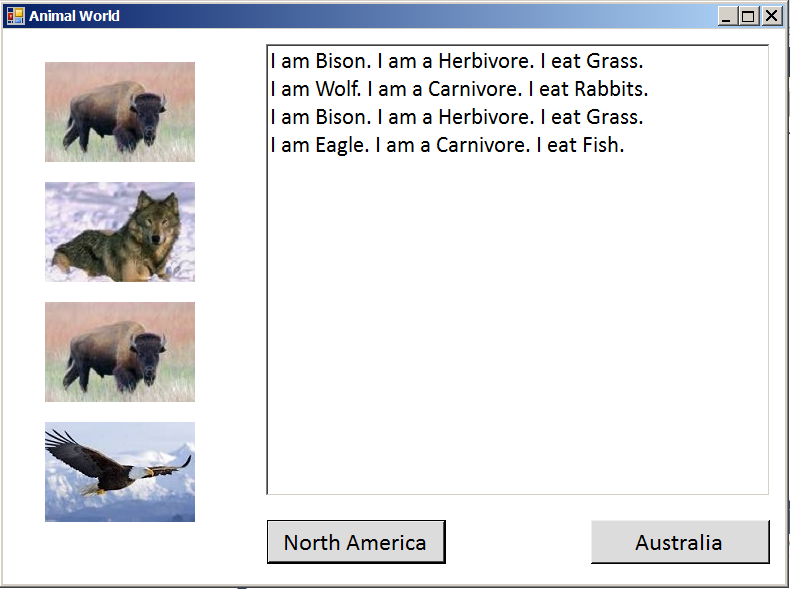 Animal World
I am Bison. I am a Herbivore. I eat Grass.
I am Wolf. I am a Carnivore. I eat Rabbits.
I am Bison. I am a Herbivore. I eat Grass.
I am Eagle. I am a Carnivore. I eat Fish.
North America
Australia